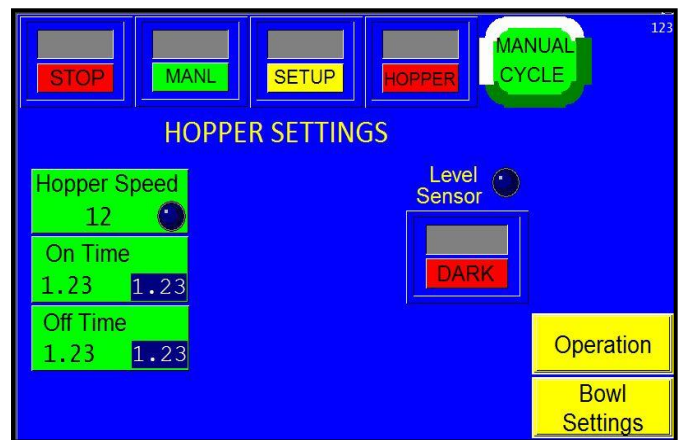 123
STOP
MANL
SETUP
HOPPER
MANUAL
CYCLE
HOPPER SETTINGS
Hopper Speed
12
On Time
1.23 1.23
Off Time
1.23 1.23
Level
Sensor
DARK
Operation
Bowl
Settings